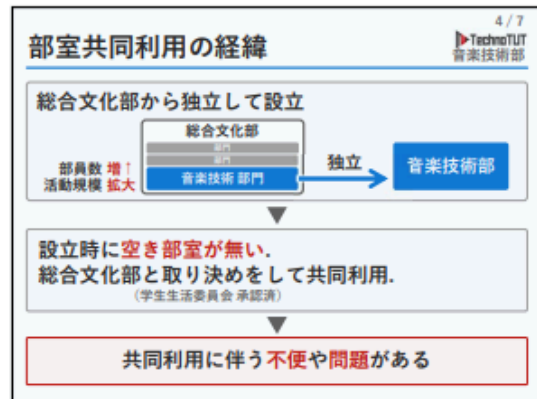 4 / 7
部室共同利用の経緯
TechnoTUT
音楽技術部
総合文化部から独立して設立
総合文化部
部門
部門
音楽技術 部門
部員数 増↑
活動規模 拡大
独立
音楽技術部
設立時に空き部室が無い.
総合文化部と取り決めをして共同利用.
(学生生活委員会 承認済)
共同利用に伴う不便や問題がある